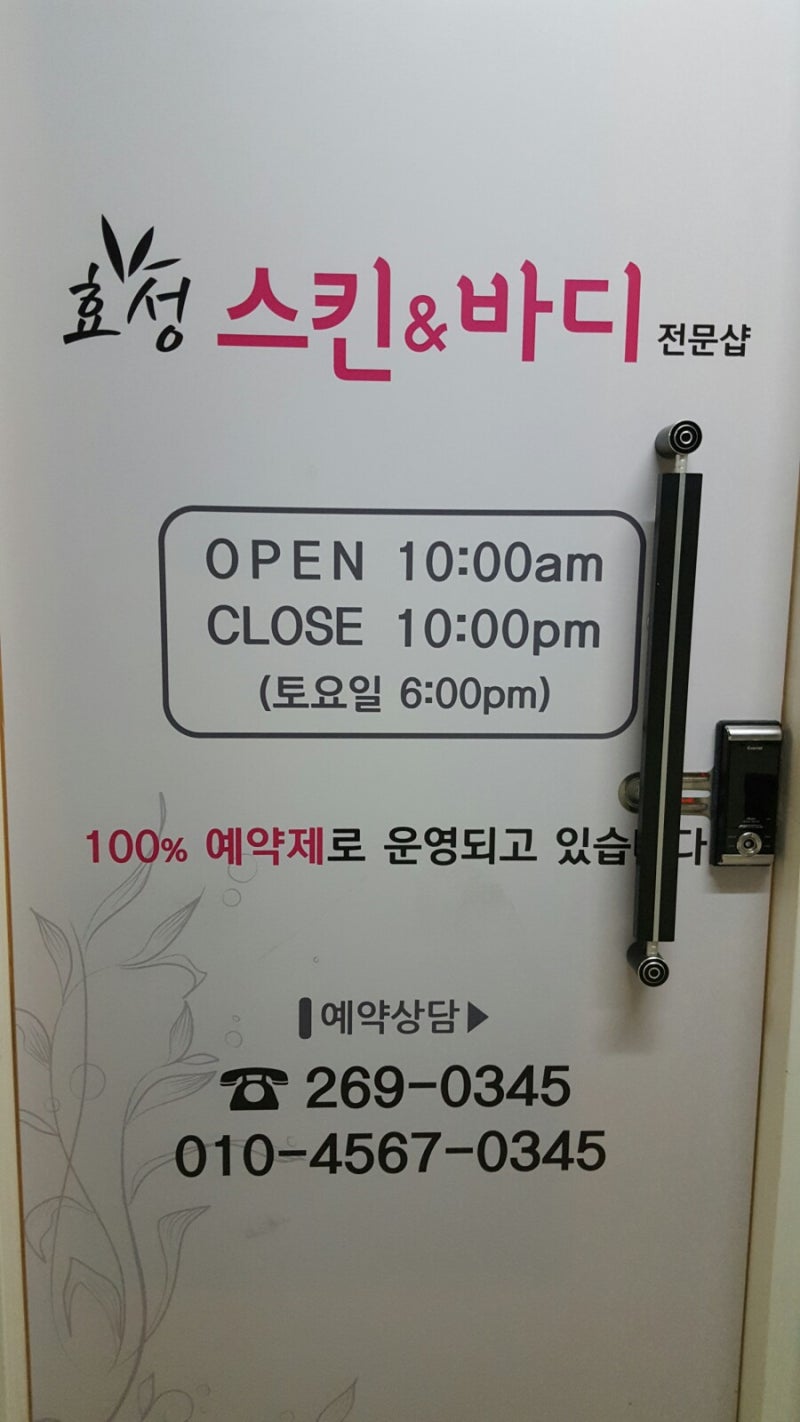 효성 스킨&바디 전문샵
OPEN 10:00am
CLOSE 10:00pm
(토요일 6:00pm)
100% 예약제로 운영되고 있습니다
예약상담▶
☎ 269-0345
010-4567-0345